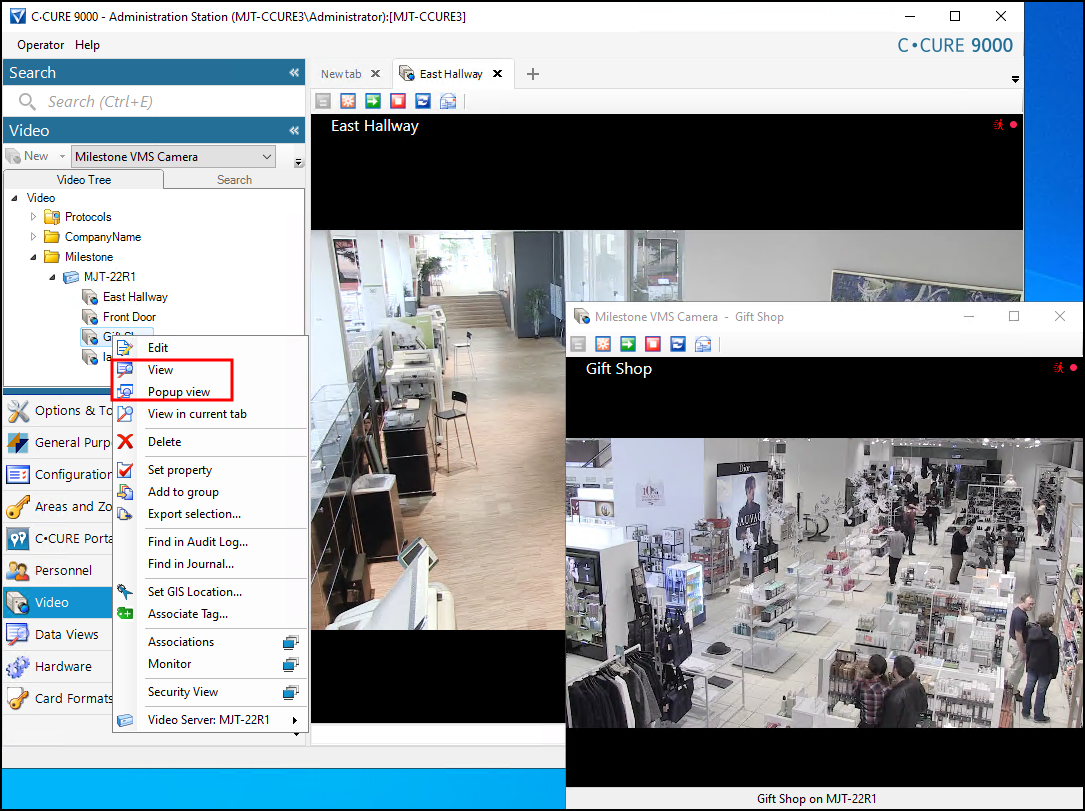 C•CURE 9000 - Administration Station (MJT-CCURE3\Administrator):[MJT-CCURE3]
Operator Help
C•CURE 9000
Search
Search (Ctrl+E)
Video
New
Milestone VMS Camera
Video Tree
Search
Video
Protocols
CompanyName
Milestone
MJT-22R1
East Hallway
Front Door
Edit
View
Popup view
View in current tab
Delete
Set property
Add to group
Export selection...
Find in Audit Log...
Find in Journal...
Set GIS Location...
Associate Tag...
Associations
Monitor
Security View
Video Server: MJT-22R1
Options & To
General Purp
Configuration
Areas and Zo
C•CURE Porta
Personnel
Video
Data Views
Hardware
Card Formats
New tab
East Hallway
East Hallway
Milestone VMS Camera - Gift Shop
Gift Shop
Dior
SAUVAGE
10%
Gift Shop on MJT-22R1